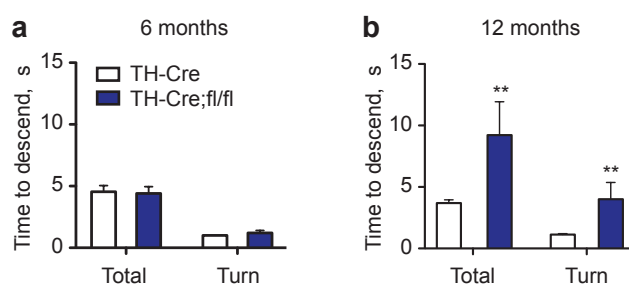 a 6 months
Time to descend, s
15
10
5
0
TH-Cre
TH-Cre;fl/fl
Total Turn
b 12 months
Time to descend, s
15
10
5
0
**
**
Total Turn